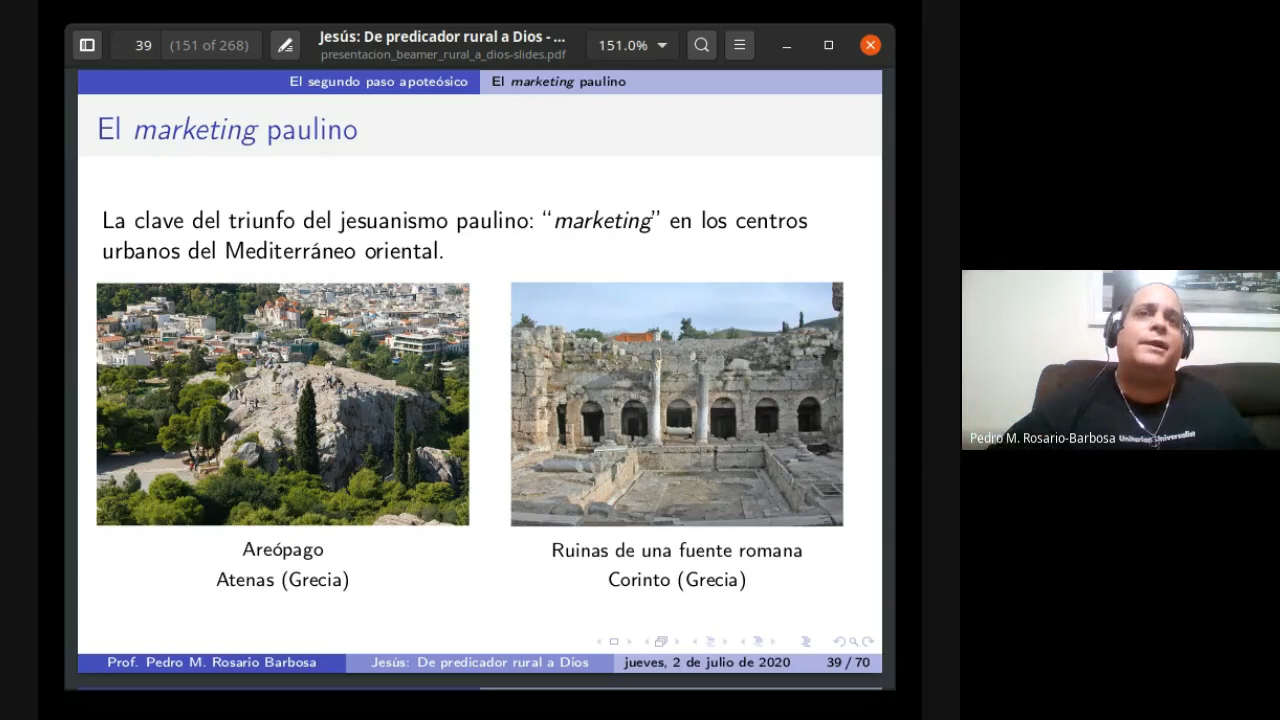 39 (151 of 268)
Jesús: De predicador rural a Dios - ...
presentacion_beamer_rural_a_dios-slides.pdf
151.0%
El segundo paso apoteósico
El marketing paulino
El marketing paulino
La clave del triunfo del jesuanismo paulino: “marketing” en los centros
urbanos del Mediterráneo oriental.
Areópago
Atenas (Grecia)
Ruinas de una fuente romana
Corinto (Grecia)
Prof. Pedro M. Rosario Barbosa
Jesús: De predicador rural a Dios
jueves, 2 de julio de 2020
39 / 70
Pedro M. Rosario-Barbosa
Unitarian Universalist